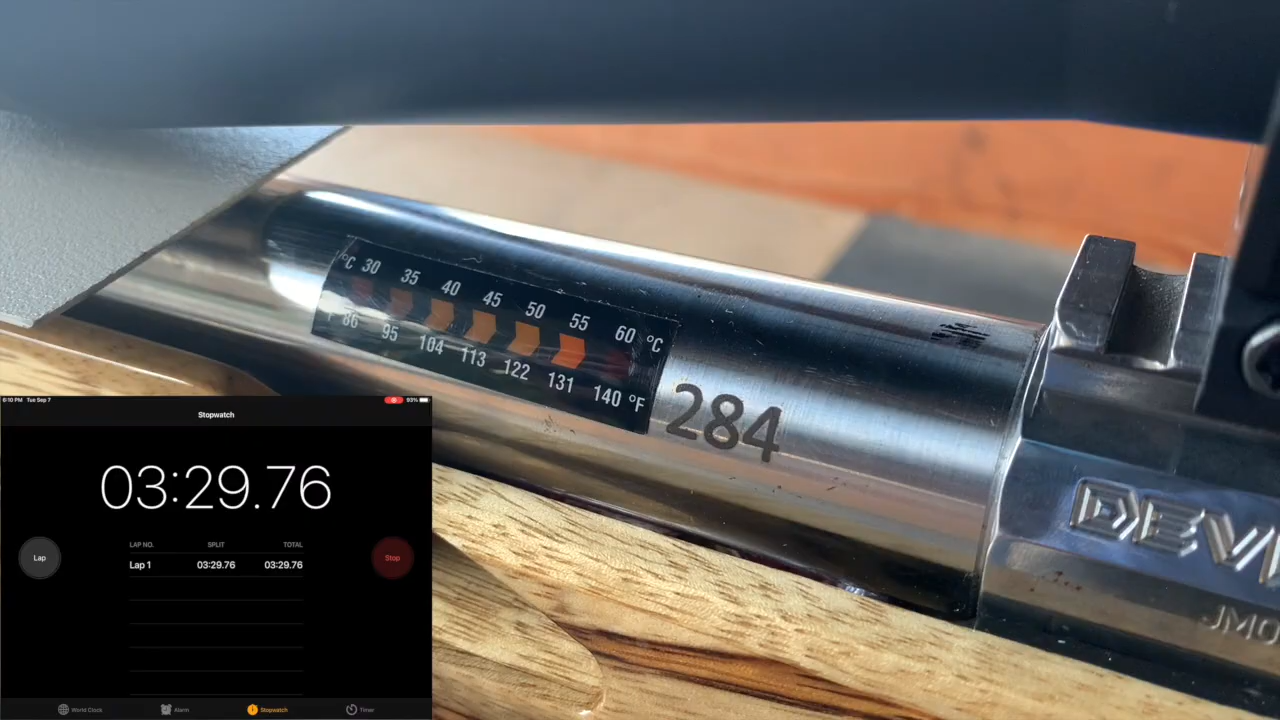 °C 30 35 40 45 50 55 60 °C
°F 86 95 104 113 122 131 140 °F
284
DEVI
JMO
6:10 PM Tue Sep 7
93%
Stopwatch
03:29.76
Lap
Stop
LAP NO. SPLIT TOTAL
Lap 1 03:29.76 03:29.76
World Clock Alarm Stopwatch Timer